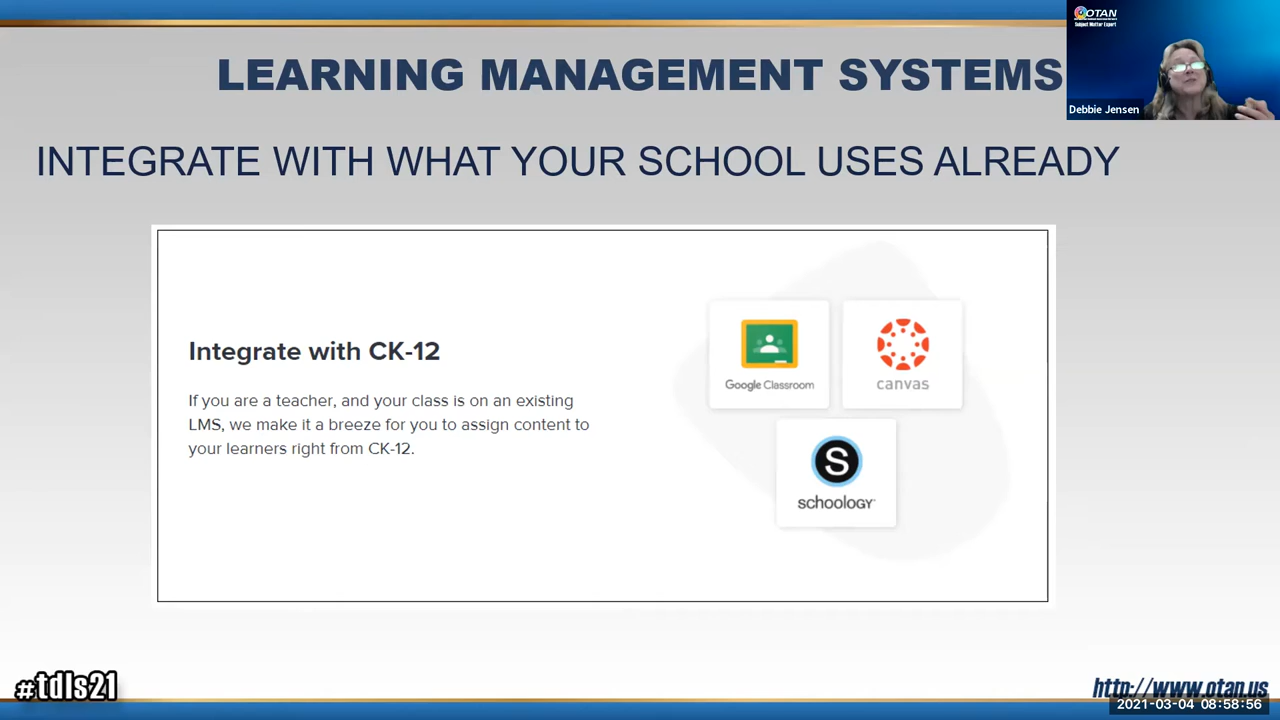 OTAN
Subject Matter Expert
Debbie Jensen
LEARNING MANAGEMENT SYSTEMS
INTEGRATE WITH WHAT YOUR SCHOOL USES ALREADY
Integrate with CK-12
If you are a teacher, and your class is on an existing
LMS, we make it a breeze for you to assign content to
your learners right from CK-12.
Google Classroom
canvas
S
schoology
#tdls21
http://www.otan.us
2021-03-04 08:58:56